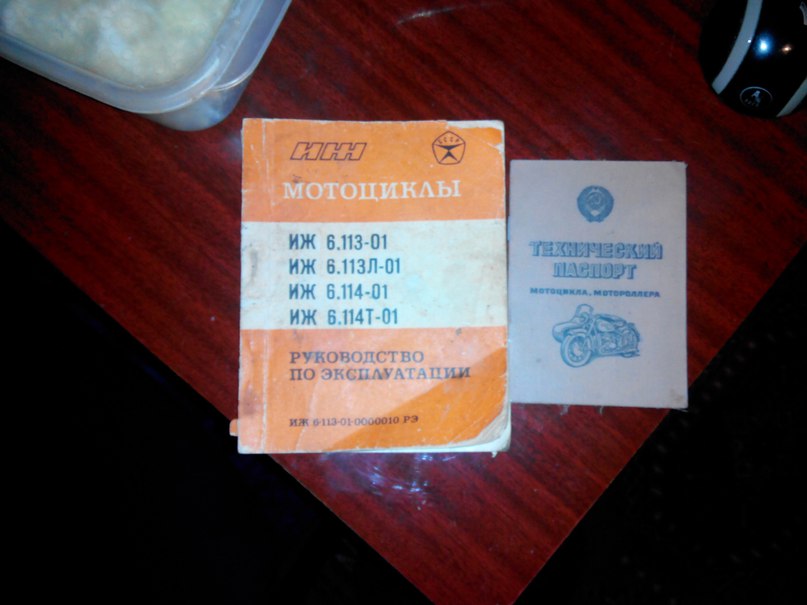 ИЖ
СССР
МОТОЦИКЛЫ
ИЖ 6.113-01
ИЖ 6.113Л-01
ИЖ 6.114-01
ИЖ 6.114Т-01
РУКОВОДСТВО
ПО ЭКСПЛУАТАЦИИ
ИЖ 6·113-01-0000010 РЭ
ТЕХНИЧЕСКИЙ
ПАСПОРТ
МОТОЦИКЛА, МОТОРОЛЛЕРА